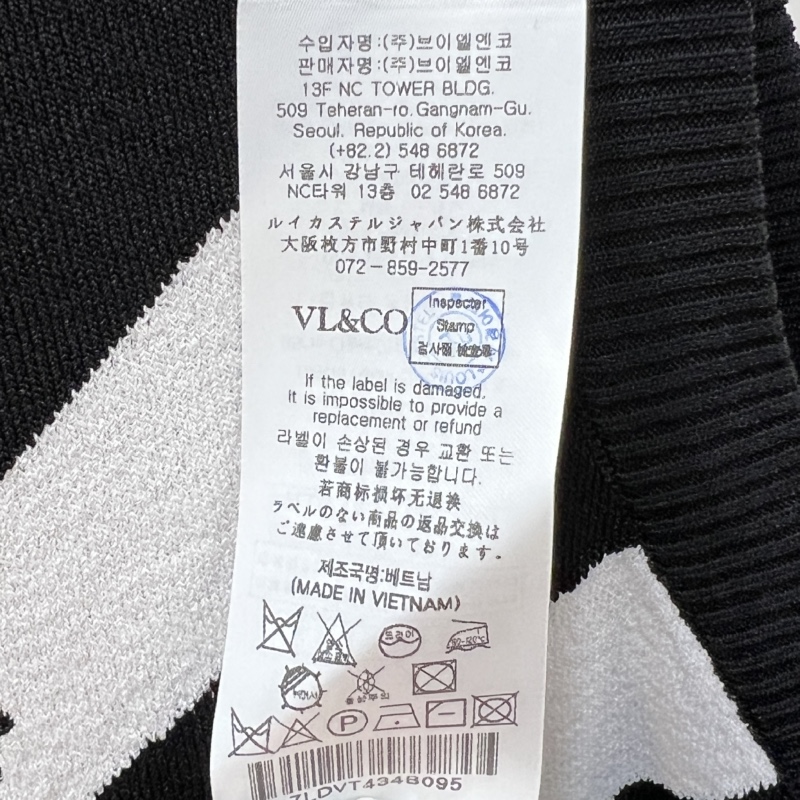 수입자명:(주)브이엘엔코
판매자명:(주)브이엘엔코
13F NC TOWER BLDG.
509 Teheran-ro.Gangnam-Gu.
Seoul. Republic of Korea.
(+82.2) 548 6872
서울시 강남구 테헤란로 509
NC타워 13층 02 548 6872
ルイカステルジャパン株式会社
大阪枚方市野村中町1番10号
072-859-2577
VL&CO
Inspecter
Stamp
If the label is damaged,
it is impossible to provide a
replacement or refund
라벨이 손상된 경우 교환 또는
환불이 불가능합니다.
若商标损坏无退换
ラベルのない商品の返品交換は
ご遠慮させて頂いております。
제조국명:베트남
(MADE IN VIETNAM)
드라이
P
7LDVT434B095